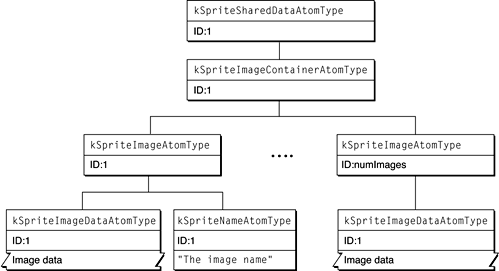 kSpriteSharedDataAtomType
ID:1
kSpriteImageContainerAtomType
ID:1
kSpriteImageAtomType
ID:1
....
kSpriteImageAtomType
ID:numImages
kSpriteImageDataAtomType
ID:1
Image data
kSpriteNameAtomType
ID:1
"The image name"
kSpriteImageDataAtomType
ID:1
Image data